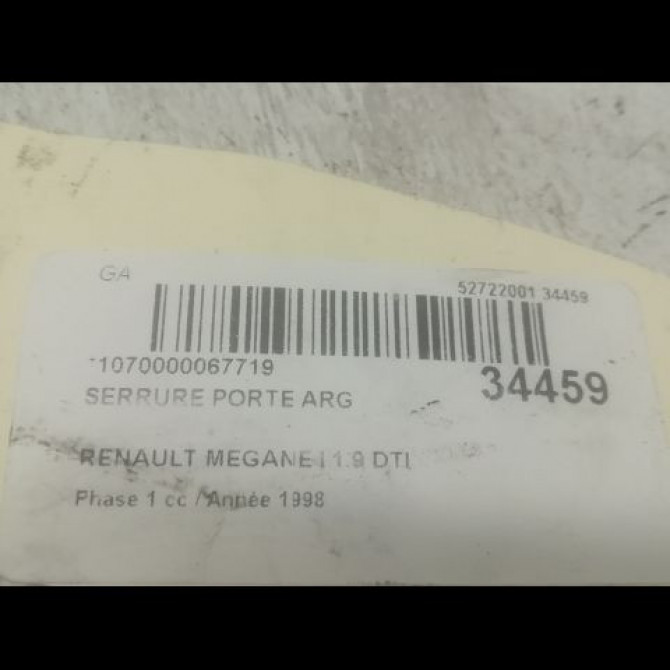 GA
52722001 34459
1070000067719
34459
SERRURE PORTE ARG
RENAULT MEGANE I 1.9 DTI
Phase 1 cc / Année 1998